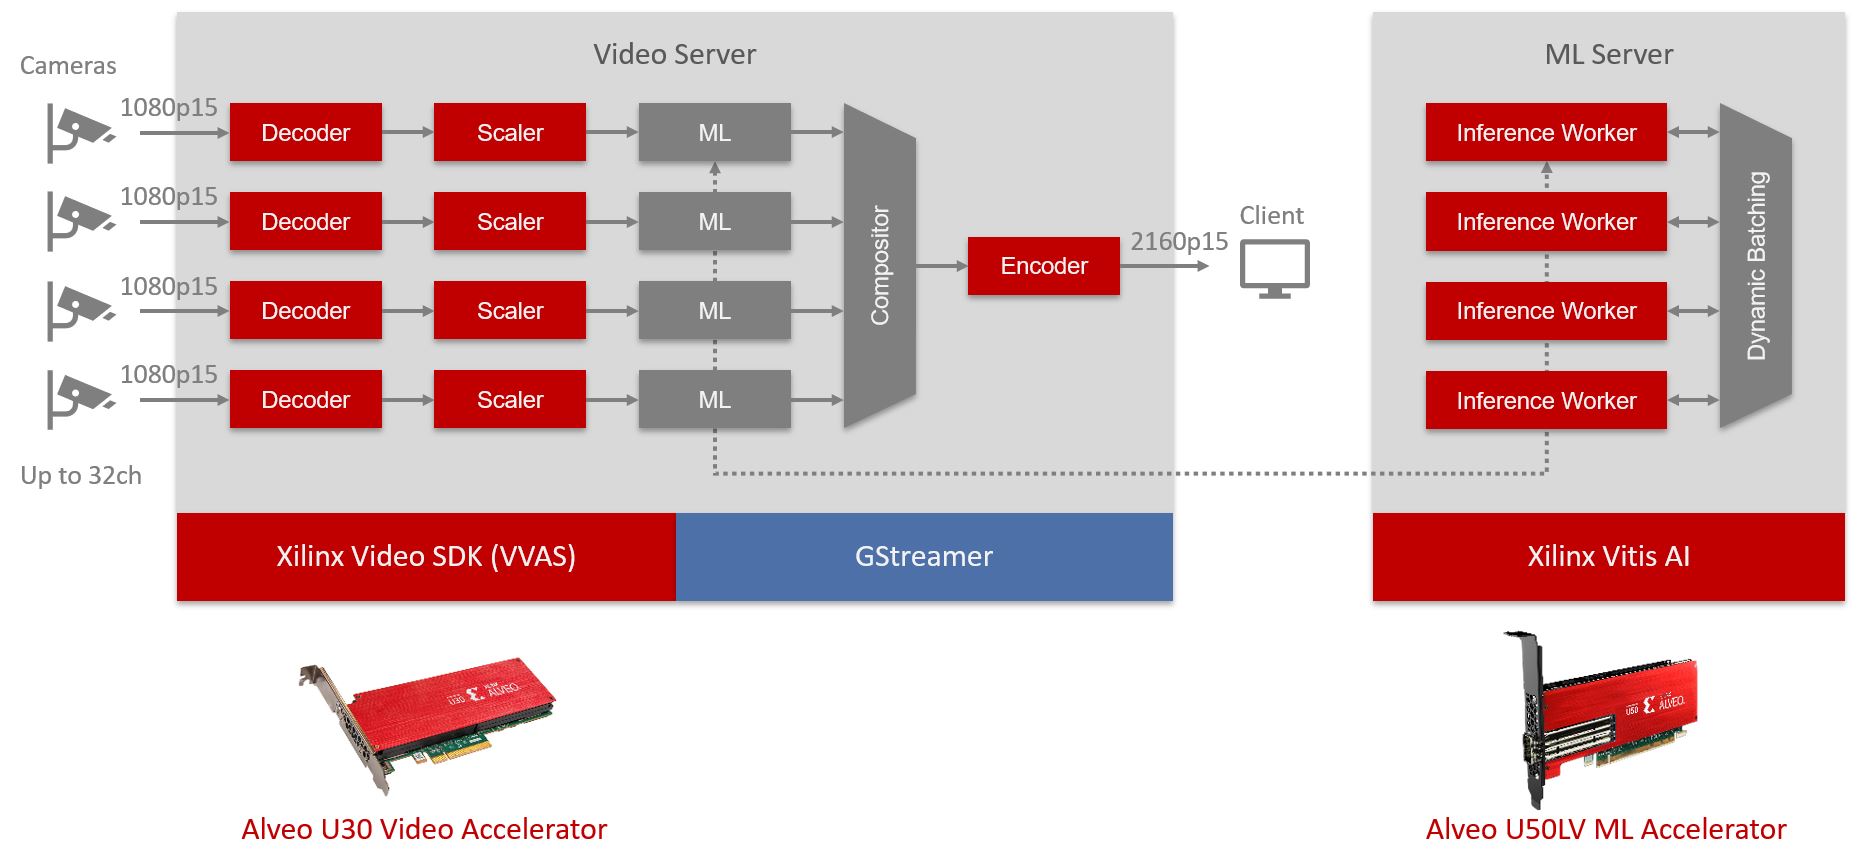 Video Server
ML Server
Cameras
1080p15
Decoder
Scaler
ML
Inference Worker
1080p15
Decoder
Scaler
ML
Inference Worker
1080p15
Decoder
Scaler
ML
Inference Worker
1080p15
Decoder
Scaler
ML
Inference Worker
Compositor
Encoder
2160p15
Client
Dynamic Batching
Up to 32ch
Xilinx Video SDK (VVAS)
GStreamer
Xilinx Vitis AI
ALVEO
U50
ALVEO
Alveo U30 Video Accelerator
Alveo U50LV ML Accelerator